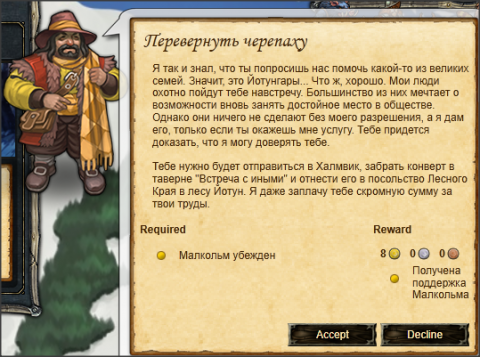 Перевернуть черепаху
Я так и знал, что ты попросишь нас помочь какой-то из великих
семей. Значит, это Йотунгары... Что ж, хорошо. Мои люди
охотно пойдут тебе навстречу. Большинство из них мечтает о
возможности вновь занять достойное место в обществе.
Однако они ничего не сделают без моего разрешения, а я дам
его, только если ты окажешь мне услугу. Тебе придется
доказать, что я могу доверять тебе.
Тебе нужно будет отправиться в Халмвик, забрать конверт в
таверне "Встреча с иными" и отнести его в посольство Лесного
Края в лесу Йотун. Я даже заплачу тебе скромную сумму за
твои труды.
Required
Reward
Малкольм убежден
8 0 0
Получена
поддержка
Малкольма
Accept
Decline